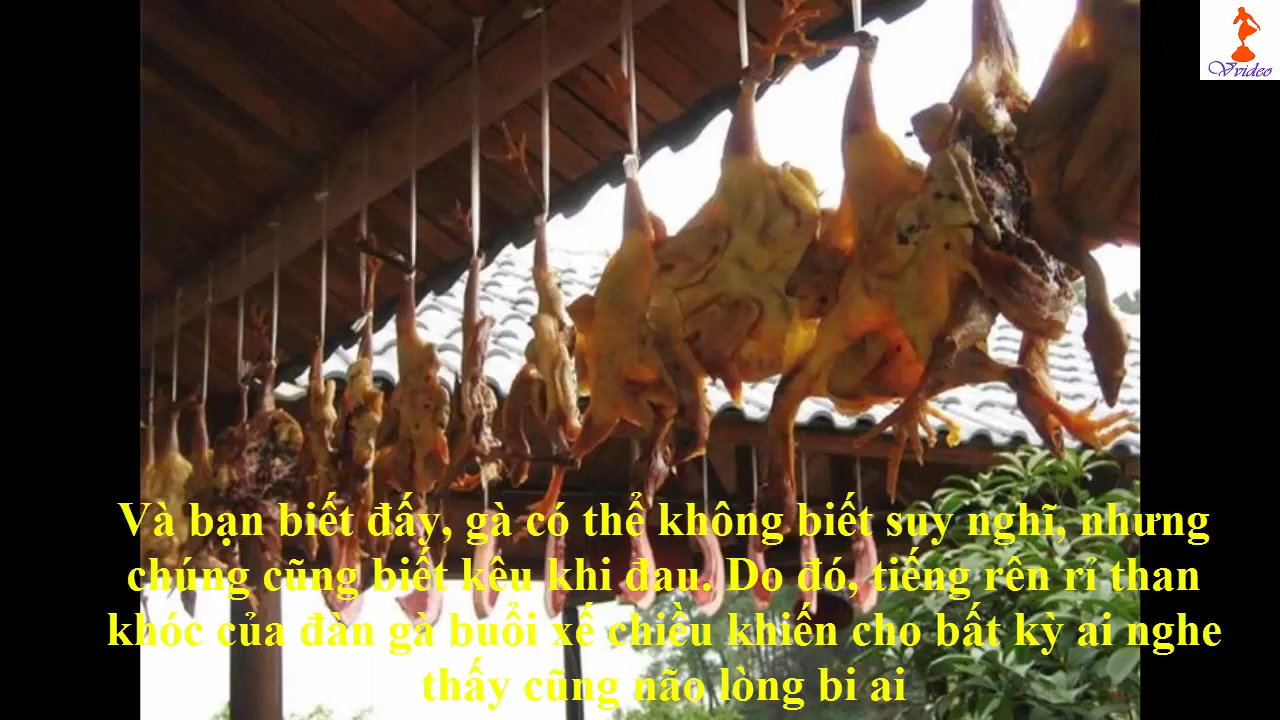 Vvideo
Và bạn biết đấy, gà có thể không biết suy nghĩ, nhưng
chúng cũng biết kêu khi đau. Do đó, tiếng rên rỉ than
khóc của đàn gà buổi xế chiều khiến cho bất kỳ ai nghe
thấy cũng não lòng bi ai